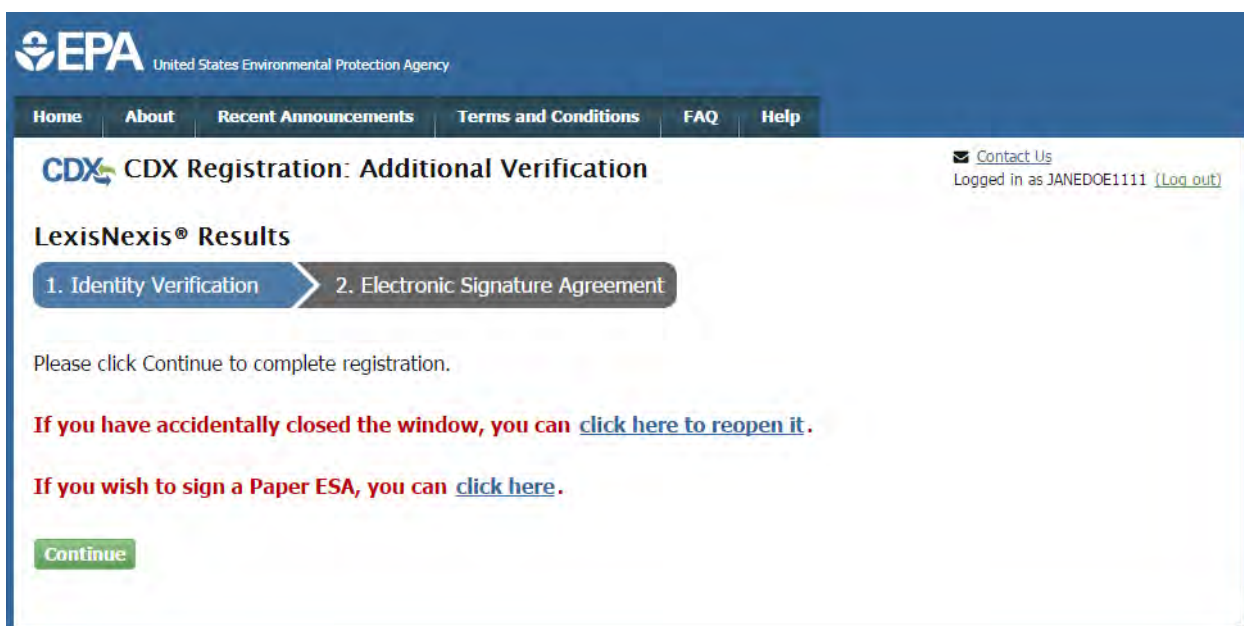 EPA United States Environmental Protection Agency
Home About Recent Announcements Terms and Conditions FAQ Help
CDX CDX Registration: Additional Verification
Contact Us
Logged in as JANEDOE1111 (Log out)
LexisNexis® Results
1. Identity Verification 2. Electronic Signature Agreement
Please click Continue to complete registration.
If you have accidentally closed the window, you can click here to reopen it.
If you wish to sign a Paper ESA, you can click here.
Continue